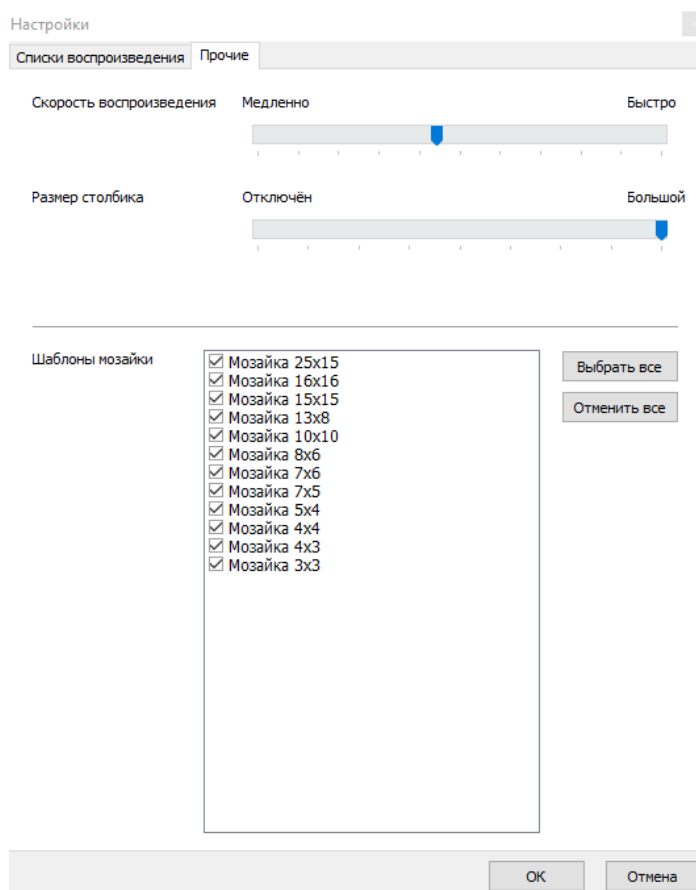 Настройки
Списки воспроизведения Прочие
Скорость воспроизведения Медленно Быстро
Размер столбика Отключён Большой
Шаблоны мозайки
Мозайка 25x15
Мозайка 16x16
Мозайка 15x15
Мозайка 13x8
Мозайка 10x10
Мозайка 8x6
Мозайка 7x6
Мозайка 7x5
Мозайка 5x4
Мозайка 4x4
Мозайка 4x3
Мозайка 3x3
Выбрать все
Отменить все
OK Отмена